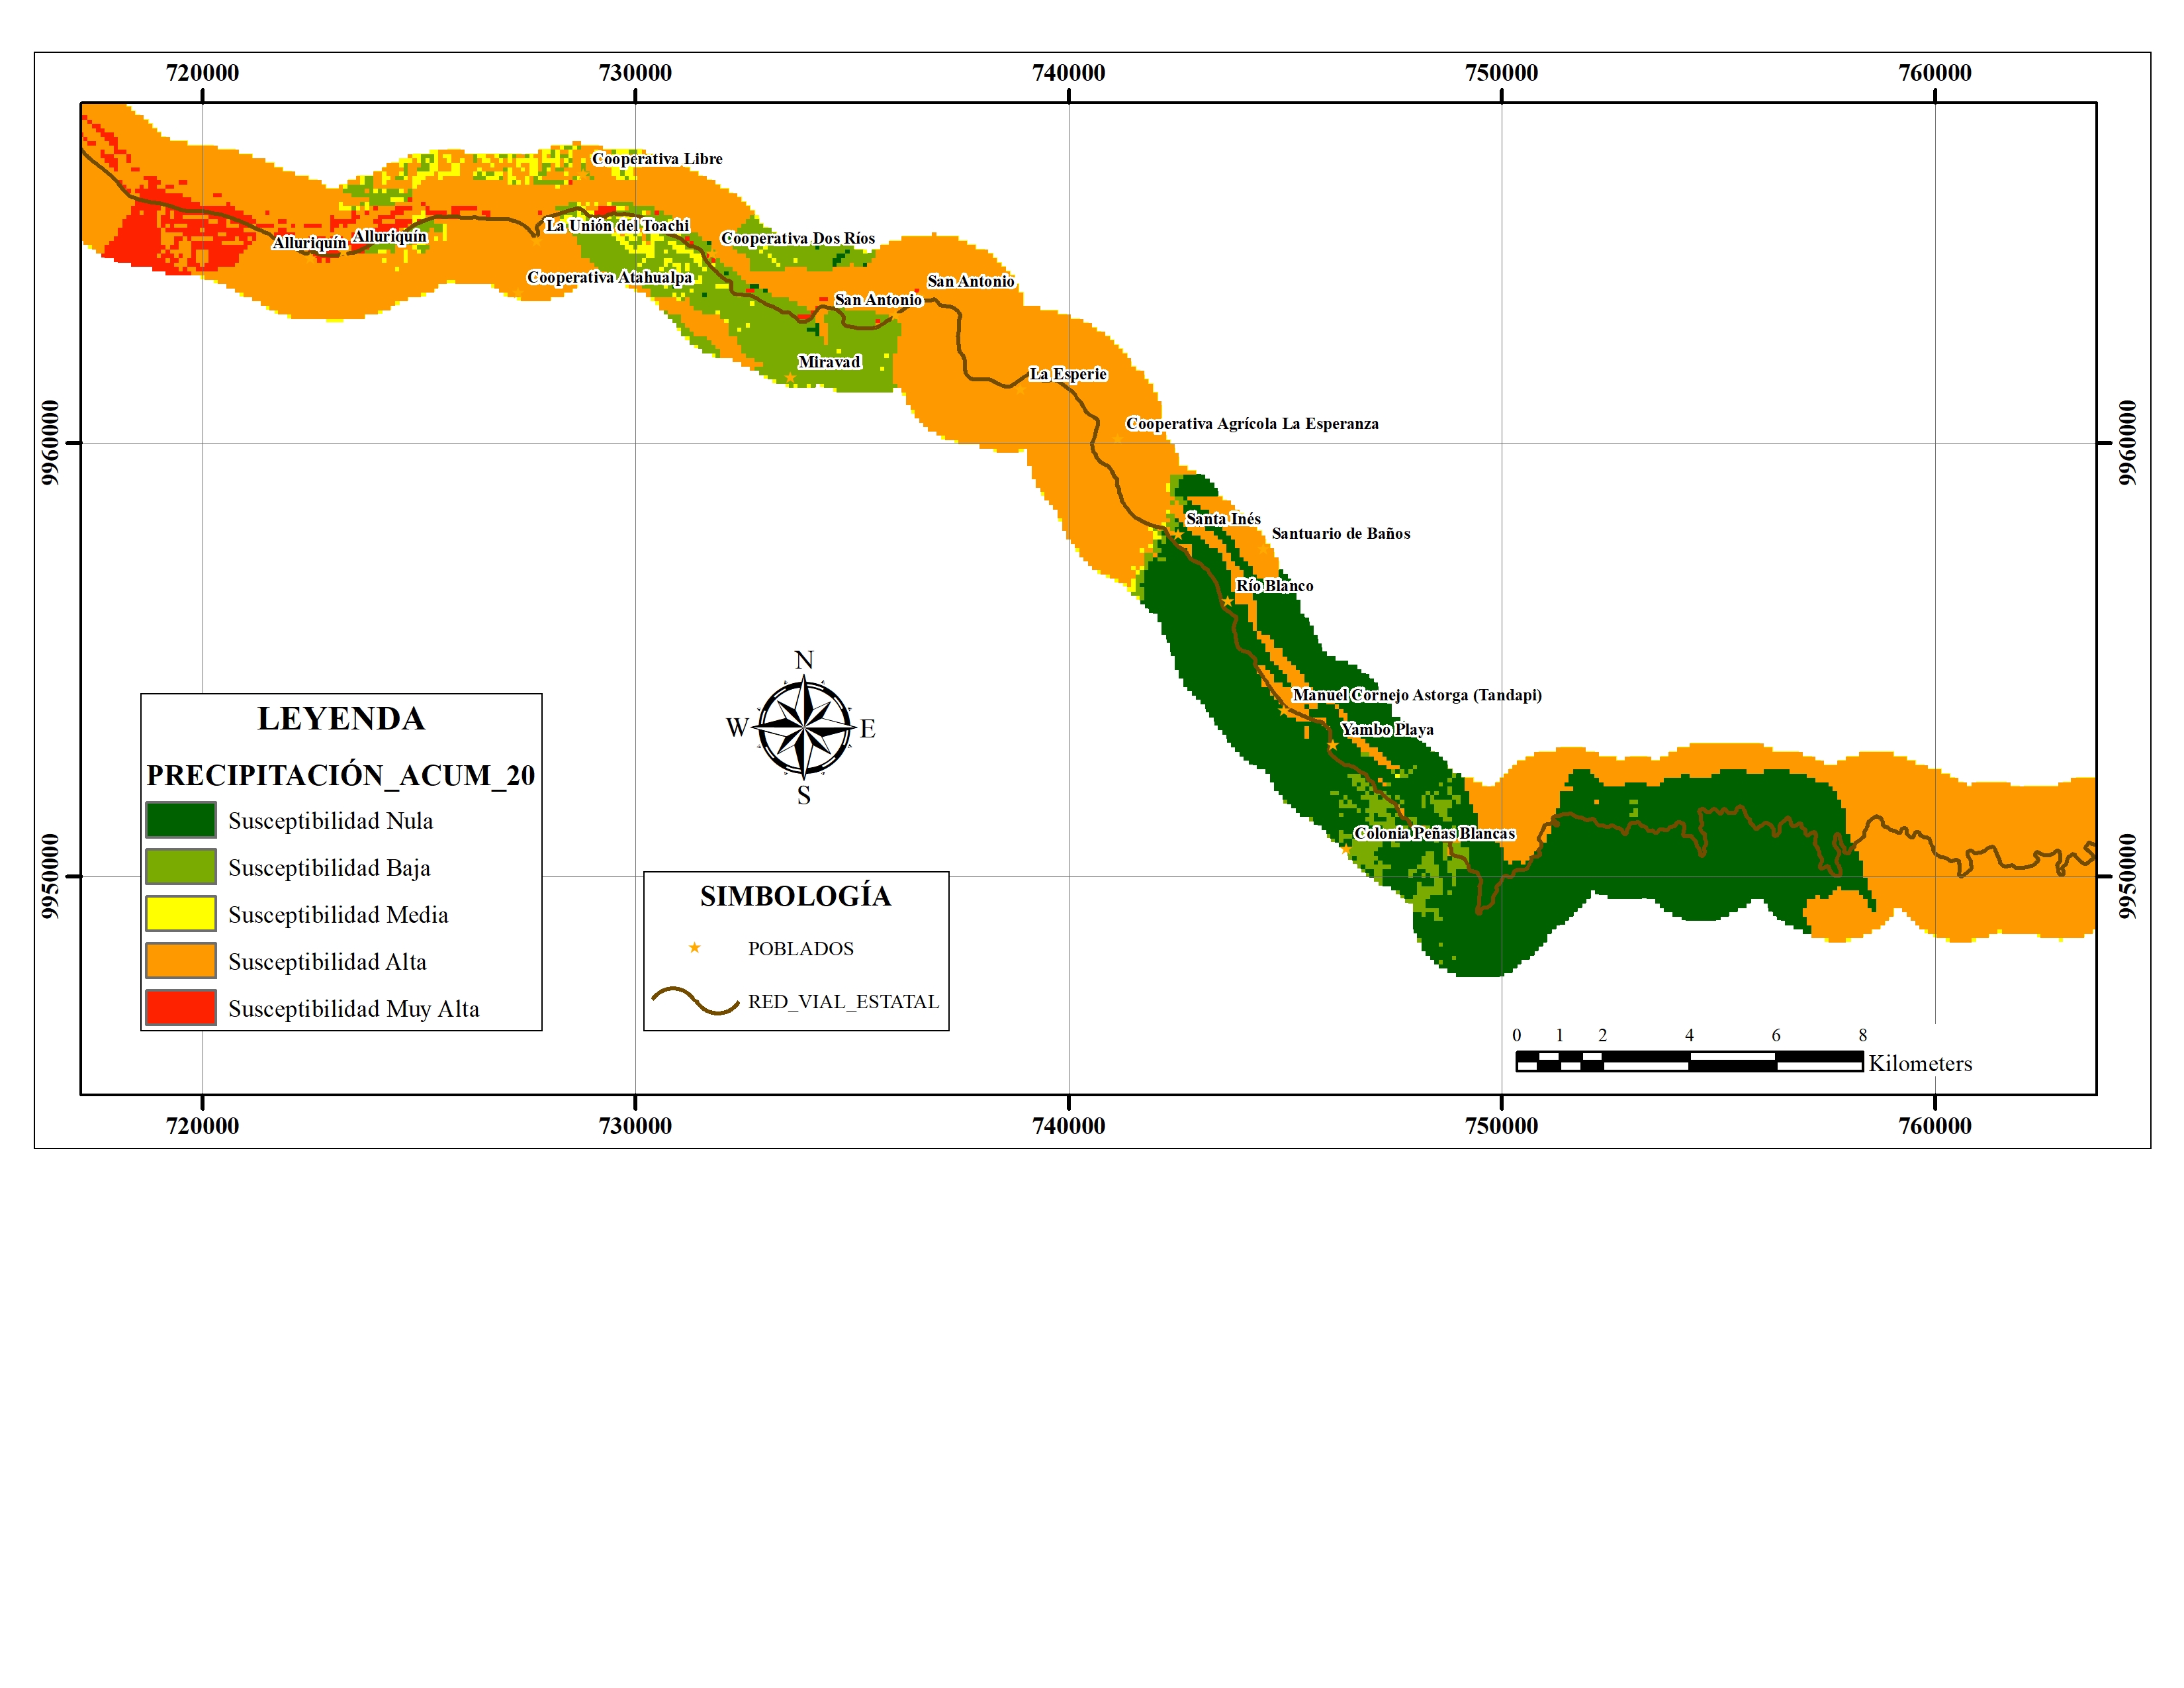 720000 730000 740000 750000 760000
Cooperativa Libre
La Unión del Toachi
Alluriquín
Alluriquín
Cooperativa Dos Ríos
Cooperativa Atahualpa
San Antonio
San Antonio
Miravad
La Esperie
Cooperativa Agrícola La Esperanza
9960000
9960000
Santa Inés
Santuario de Baños
Río Blanco
Manuel Cornejo Astorga (Tandapi)
Yambo Playa
Colonia Peñas Blancas
9950000
9950000
N
W E
S
LEYENDA
PRECIPITACIÓN_ACUM_20
Susceptibilidad Nula
Susceptibilidad Baja
Susceptibilidad Media
Susceptibilidad Alta
Susceptibilidad Muy Alta
SIMBOLOGÍA
POBLADOS
RED_VIAL_ESTATAL
0 1 2 4 6 8
Kilometers
720000 730000 740000 750000 760000